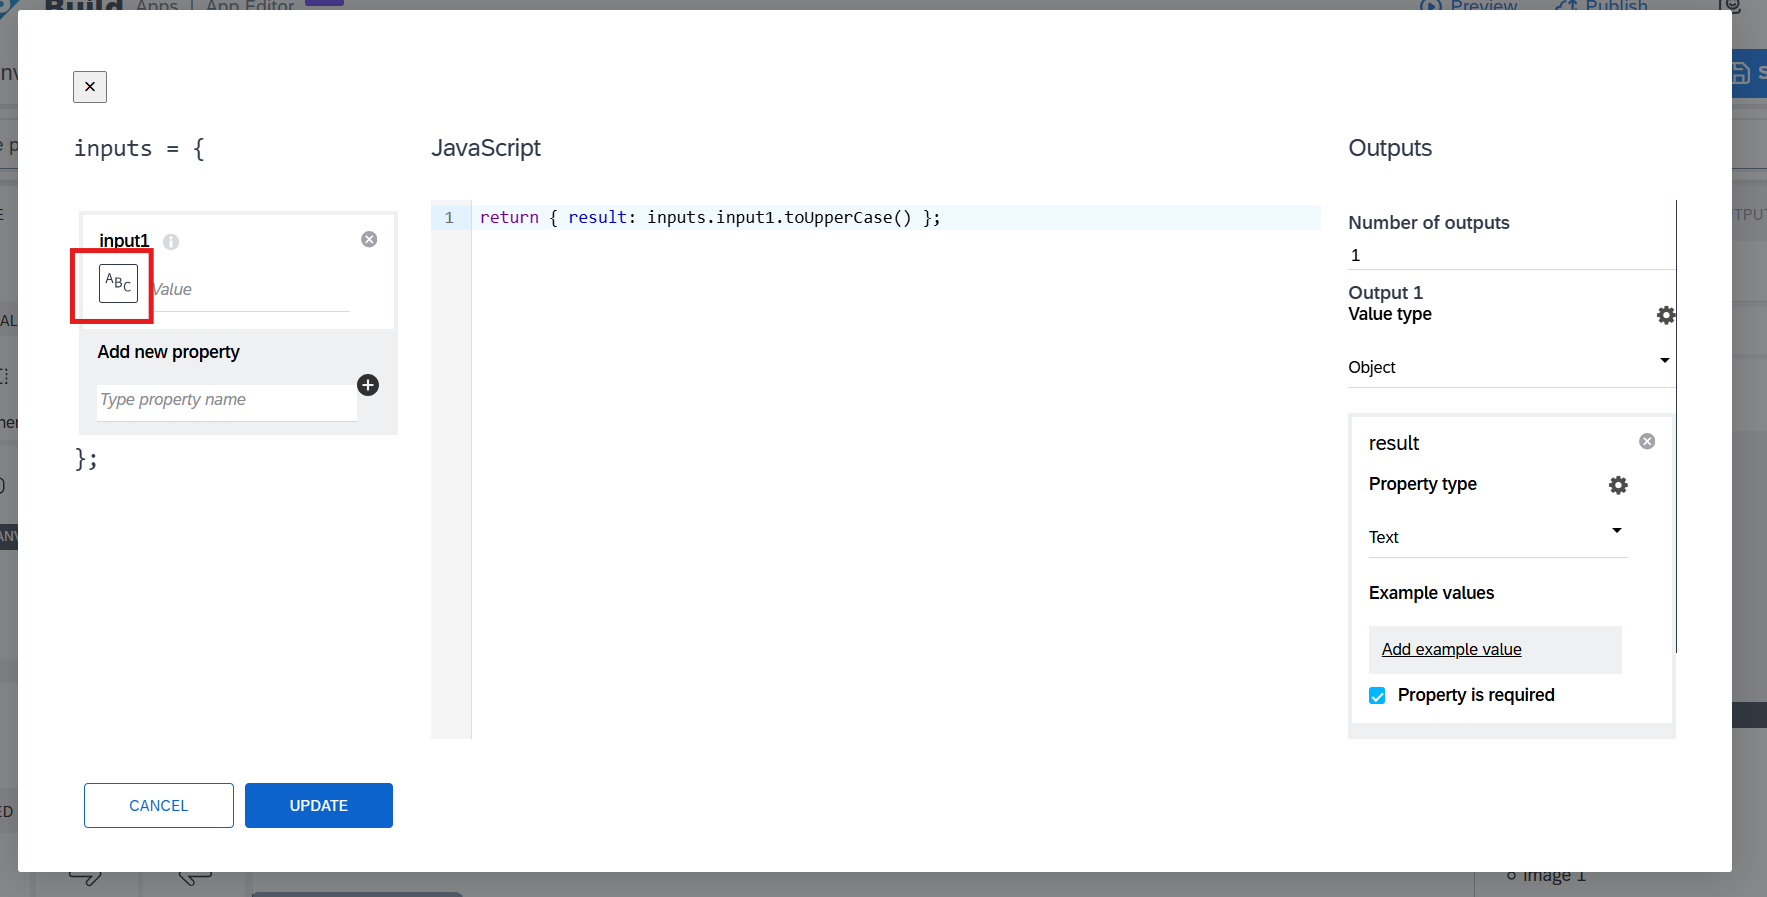 Build Apps | App Editor
Preview
Publish
×
inputs = {
JavaScript
Outputs
input1
ABC
Value
Add new property
Type property name
};
1 return { result: inputs.input1.toUpperCase() };
Number of outputs
1
Output 1
Value type
Object
result
Property type
Text
Example values
Add example value
Property is required
CANCEL
UPDATE
Image 1